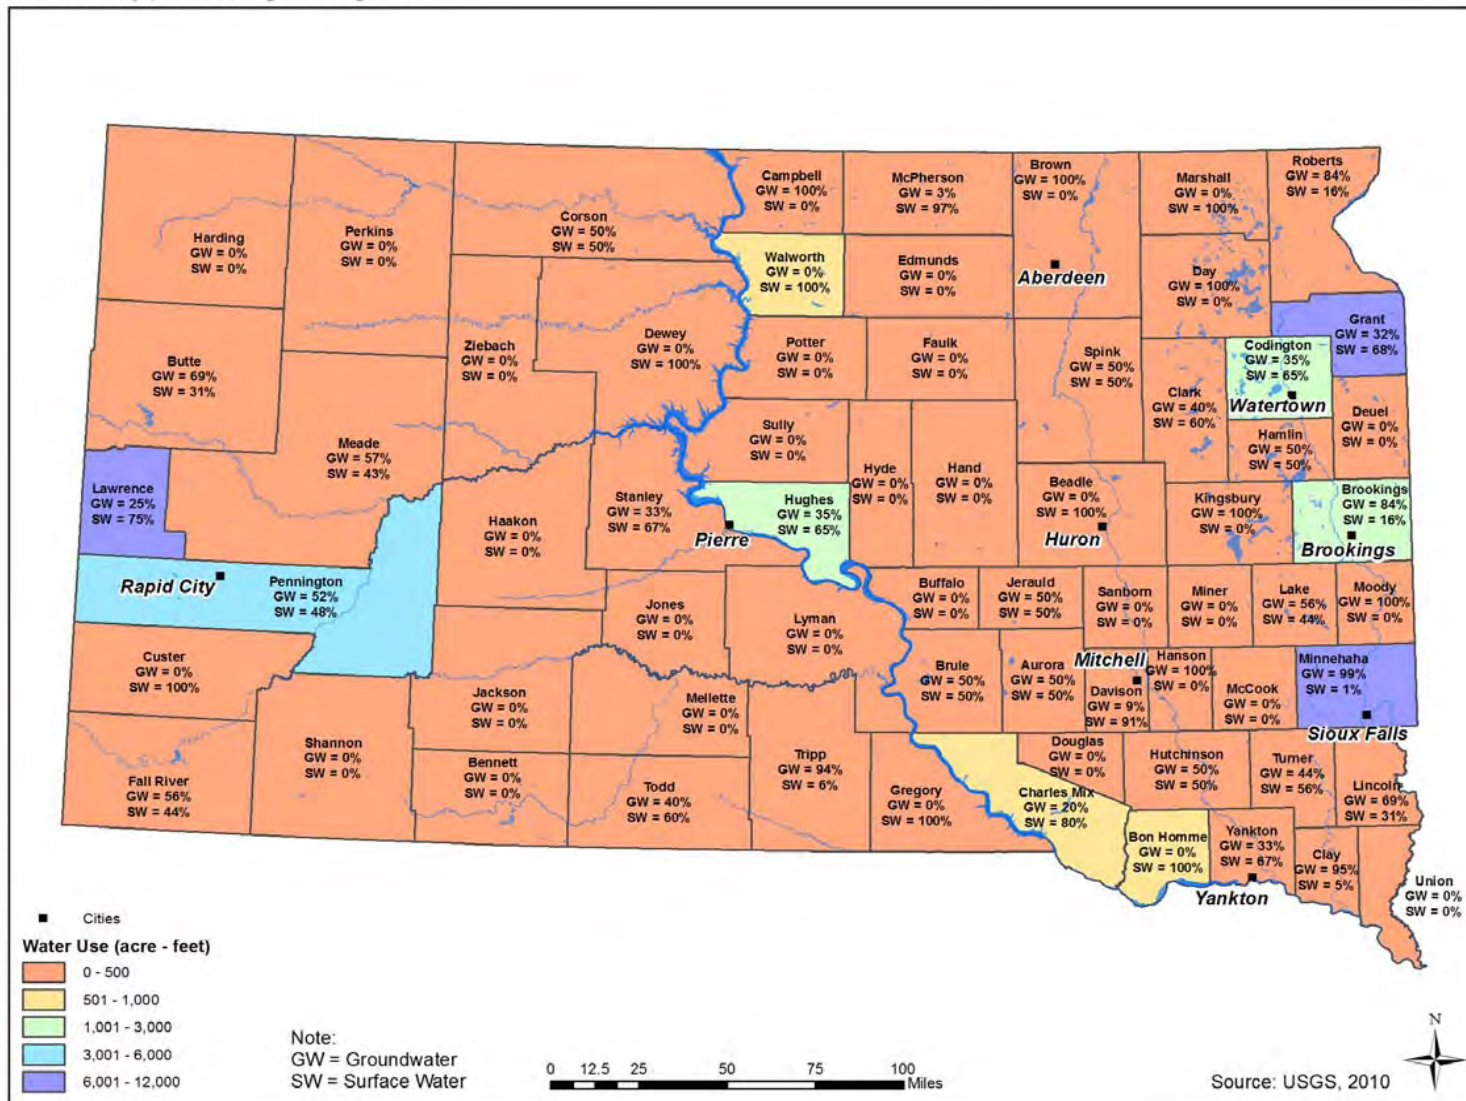 Campbell
GW = 100%
SW = 0%
McPherson
GW = 3%
SW = 97%
Brown
GW = 100%
SW = 0%
Marshall
GW = 0%
SW = 100%
Roberts
GW = 84%
SW = 16%
Harding
GW = 0%
SW = 0%
Perkins
GW = 0%
SW = 0%
Corson
GW = 50%
SW = 50%
Walworth
GW = 0%
SW = 100%
Edmunds
GW = 0%
SW = 0%
Aberdeen
Day
GW = 100%
SW = 0%
Grant
GW = 32%
SW = 68%
Butte
GW = 69%
SW = 31%
Ziebach
GW = 0%
SW = 0%
Dewey
GW = 0%
SW = 100%
Potter
GW = 0%
SW = 0%
Faulk
GW = 0%
SW = 0%
Spink
GW = 50%
SW = 50%
Clark
GW = 40%
SW = 60%
Codington
GW = 35%
SW = 65%
Watertown
Deuel
GW = 0%
SW = 0%
Hamlin
GW = 50%
SW = 50%
Meade
GW = 57%
SW = 43%
Sully
GW = 0%
SW = 0%
Hyde
GW = 0%
SW = 0%
Hand
GW = 0%
SW = 0%
Lawrence
GW = 25%
SW = 75%
Haakon
GW = 0%
SW = 0%
Stanley
GW = 33%
SW = 67%
Hughes
GW = 35%
SW = 65%
Pierre
Beadle
GW = 0%
SW = 100%
Huron
Kingsbury
GW = 100%
SW = 0%
Brookings
GW = 84%
SW = 16%
Brookings
Rapid City
Pennington
GW = 52%
SW = 48%
Jones
GW = 0%
SW = 0%
Lyman
GW = 0%
SW = 0%
Buffalo
GW = 0%
SW = 0%
Jerauld
GW = 50%
SW = 50%
Sanborn
GW = 0%
SW = 0%
Miner
GW = 0%
SW = 0%
Lake
GW = 56%
SW = 44%
Moody
GW = 100%
SW = 0%
Custer
GW = 0%
SW = 100%
Jackson
GW = 0%
SW = 0%
Mellette
GW = 0%
SW = 0%
Brule
GW = 50%
SW = 50%
Aurora
GW = 50%
SW = 50%
Mitchell
Davison
GW = 9%
SW = 91%
Hanson
GW = 100%
SW = 0%
McCook
GW = 0%
SW = 0%
Minnehaha
GW = 99%
SW = 1%
Sioux Falls
Fall River
GW = 56%
SW = 44%
Shannon
GW = 0%
SW = 0%
Bennett
GW = 0%
SW = 0%
Todd
GW = 40%
SW = 60%
Tripp
GW = 94%
SW = 6%
Gregory
GW = 0%
SW = 100%
Charles Mix
GW = 20%
SW = 80%
Douglas
GW = 0%
SW = 0%
Hutchinson
GW = 50%
SW = 50%
Turner
GW = 44%
SW = 56%
Lincoln
GW = 69%
SW = 31%
Bon Homme
GW = 0%
SW = 100%
Yankton
GW = 33%
SW = 67%
Yankton
Clay
GW = 95%
SW = 5%
Union
GW = 0%
SW = 0%
Cities
Water Use (acre - feet)
0 - 500
501 - 1,000
1,001 - 3,000
3,001 - 6,000
6,001 - 12,000
Note:
GW = Groundwater
SW = Surface Water
0 12.5 25 50 75 100
Miles
N
Source: USGS, 2010